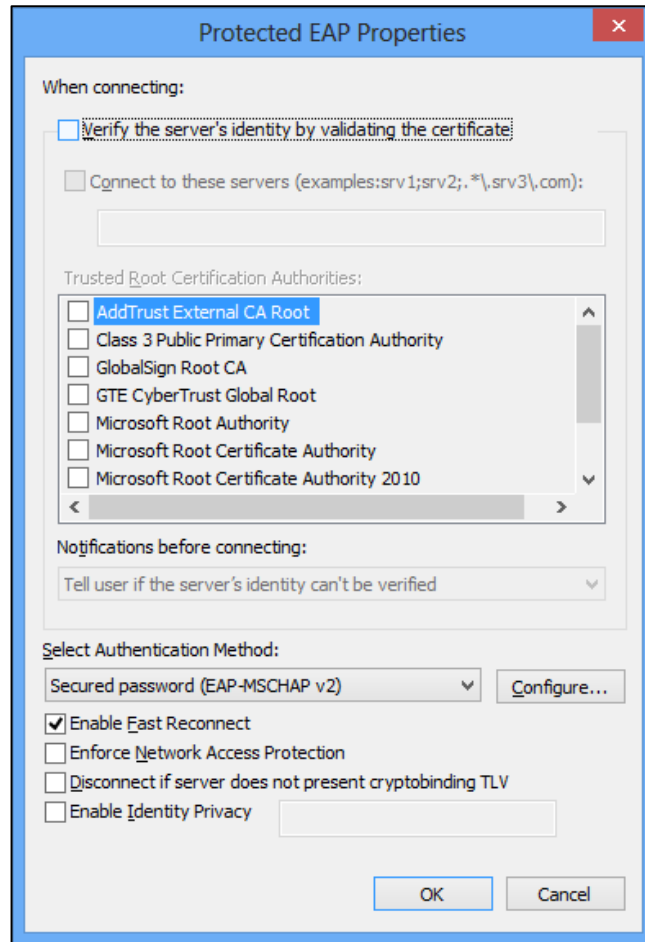 Protected EAP Properties
When connecting:
Verify the server's identity by validating the certificate
Connect to these servers (examples:srv1;srv2;.*\.srv3\.com):
Trusted Root Certification Authorities:
AddTrust External CA Root
Class 3 Public Primary Certification Authority
GlobalSign Root CA
GTE CyberTrust Global Root
Microsoft Root Authority
Microsoft Root Certificate Authority
Microsoft Root Certificate Authority 2010
Notifications before connecting:
Tell user if the server's identity can't be verified
Select Authentication Method:
Secured password (EAP-MSCHAP v2)
Configure...
Enable Fast Reconnect
Enforce Network Access Protection
Disconnect if server does not present cryptobinding TLV
Enable Identity Privacy
OK
Cancel